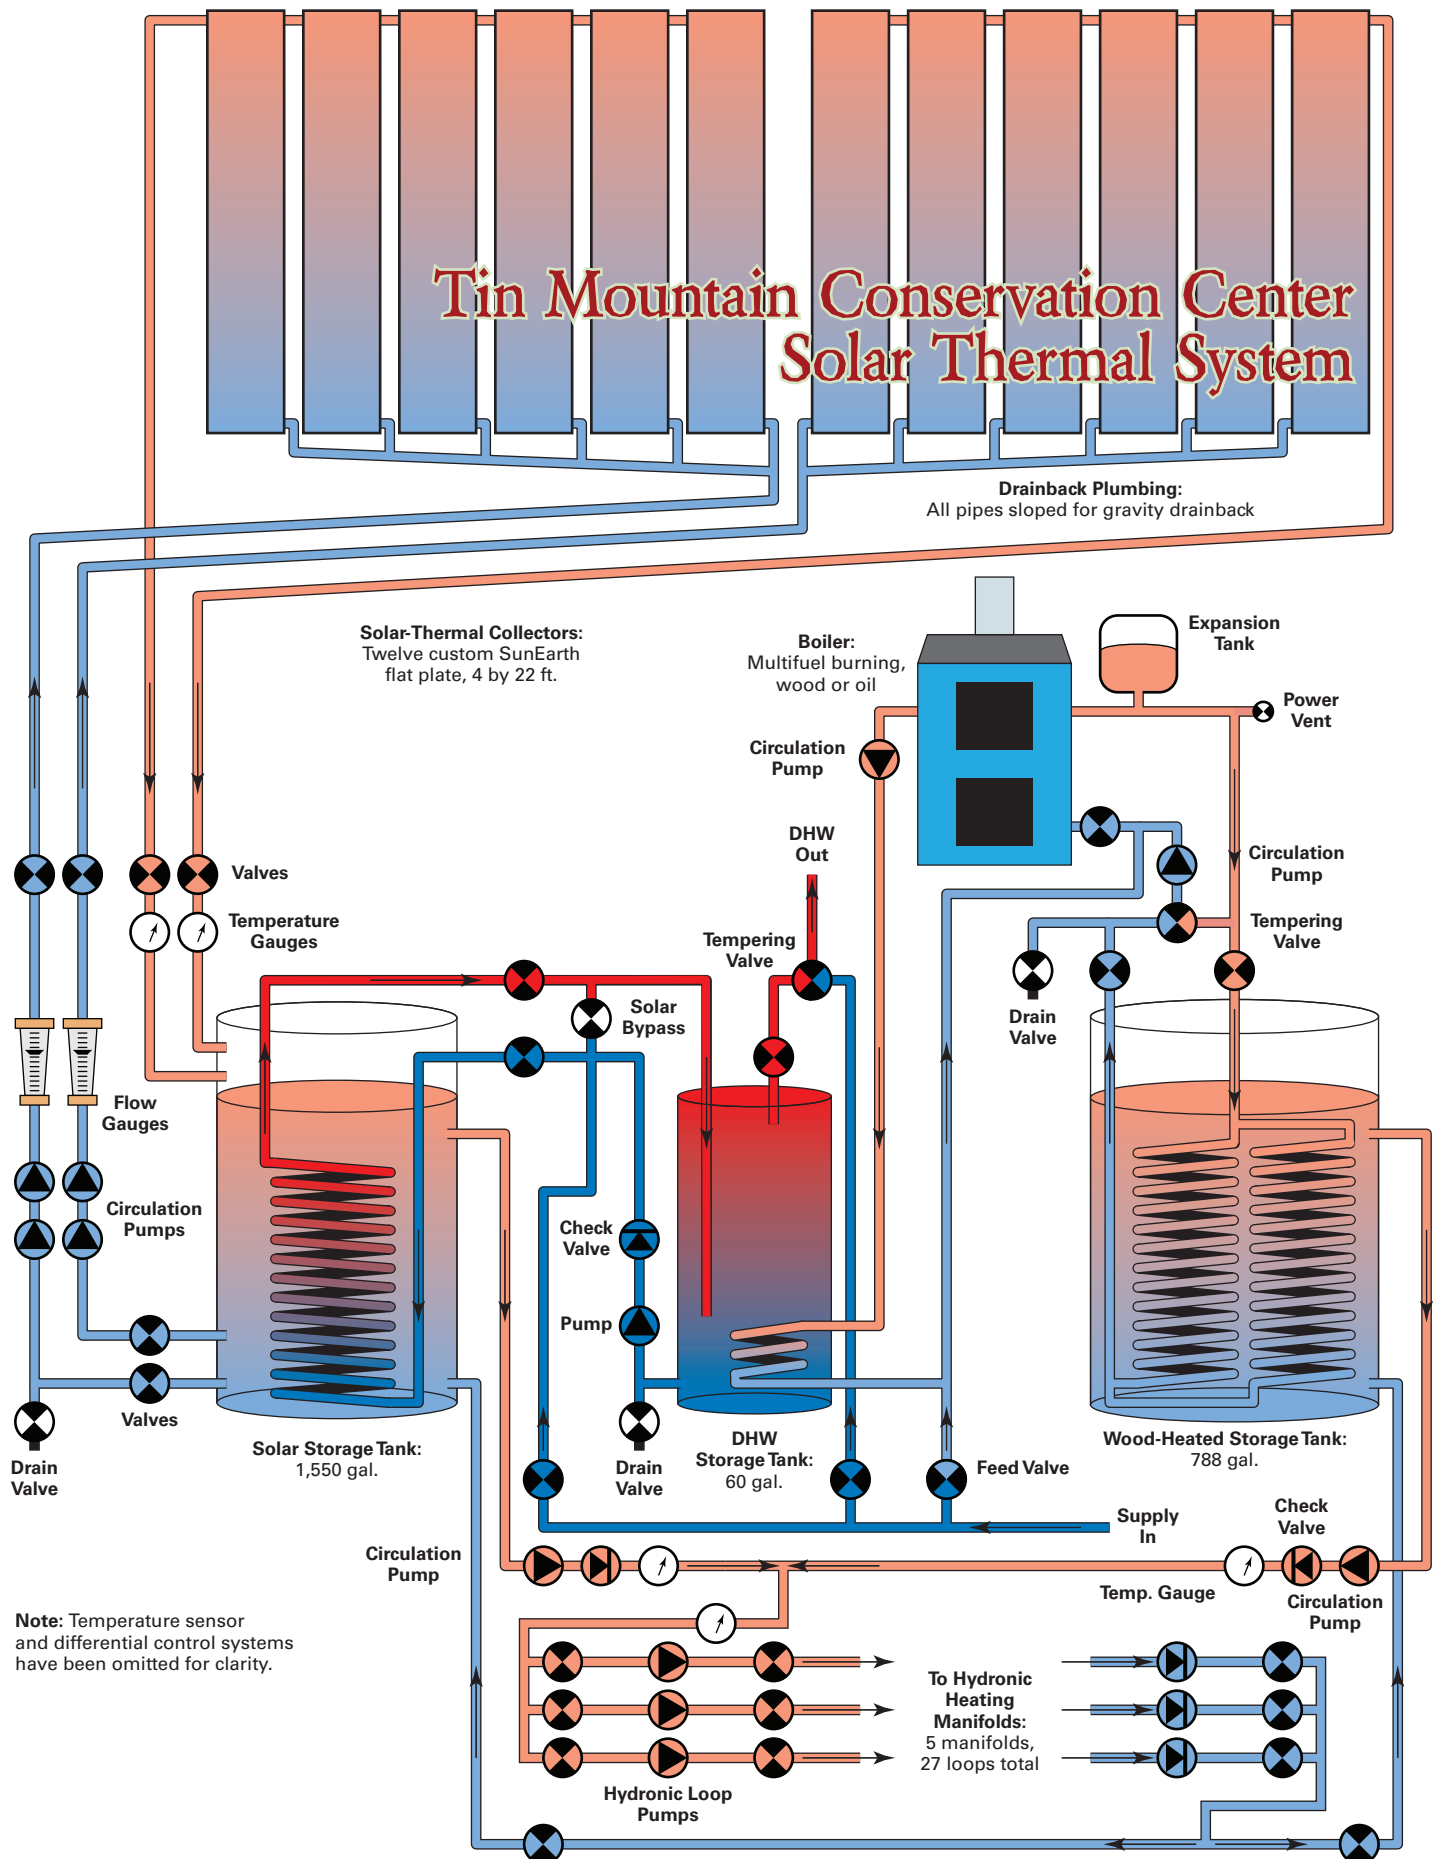 Tin Mountain Conservation Center
Solar Thermal System
Drainback Plumbing:
All pipes sloped for gravity drainback
Solar-Thermal Collectors:
Twelve custom SunEarth
flat plate, 4 by 22 ft.
Boiler:
Multifuel burning,
wood or oil
Expansion
Tank
Power
Vent
Circulation
Pump
DHW
Out
Valves
Circulation
Pump
Temperature
Gauges
Tempering
Valve
Tempering
Valve
Solar
Bypass
Drain
Valve
Flow
Gauges
Circulation
Pumps
Check
Valve
Pump
Valves
Solar Storage Tank:
1,550 gal.
Drain
Valve
Drain
Valve
DHW
Storage Tank:
60 gal.
Feed Valve
Wood-Heated Storage Tank:
788 gal.
Supply
In
Check
Valve
Circulation
Pump
Temp. Gauge
Circulation
Pump
Note: Temperature sensor
and differential control systems
have been omitted for clarity.
To Hydronic
Heating
Manifolds:
5 manifolds,
27 loops total
Hydronic Loop
Pumps